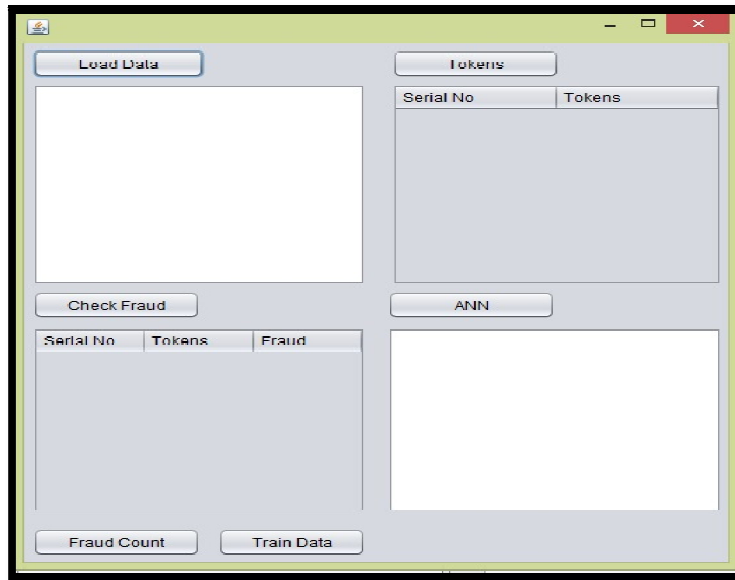 Load Data
Tokens
Serial No Tokens
Check Fraud
ANN
Serial No Tokens Fraud
Fraud Count
Train Data